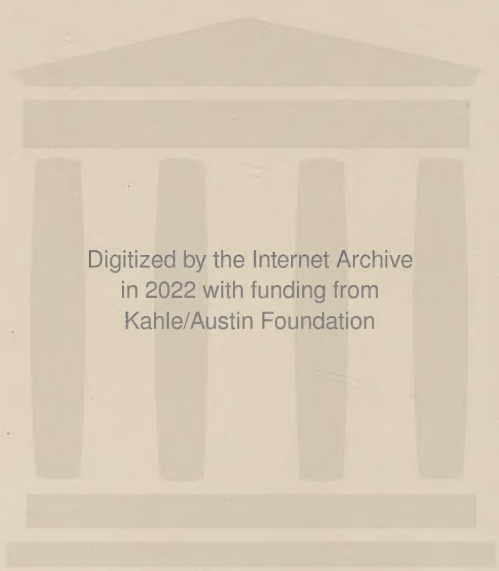 Digitized by the Internet Archive
in 2022 with funding from
Kahle/Austin Foundation